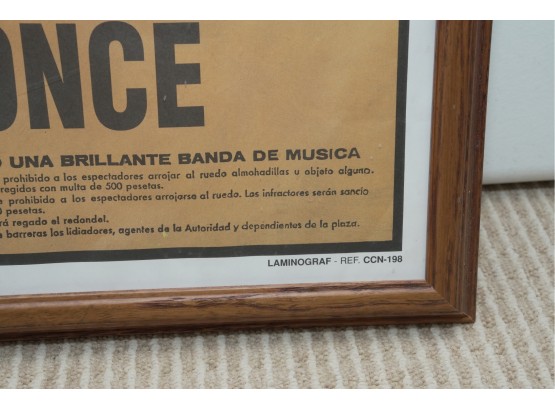 ONCE
UNA BRILLANTE BANDA DE MUSICA
prohibido a los espectadores arrojar al ruedo almohadillas u objeto alguno.
regidos con multa de 500 pesetas.
prohibido a los espectadores arrojarse al ruedo. Los infractores serán sancio
pesetas.
rá regado el redondel.
barreras los lidiadores, agentes de la Autoridad y dependientes de la plaza.
LAMINOGRAF - REF. CCN-198